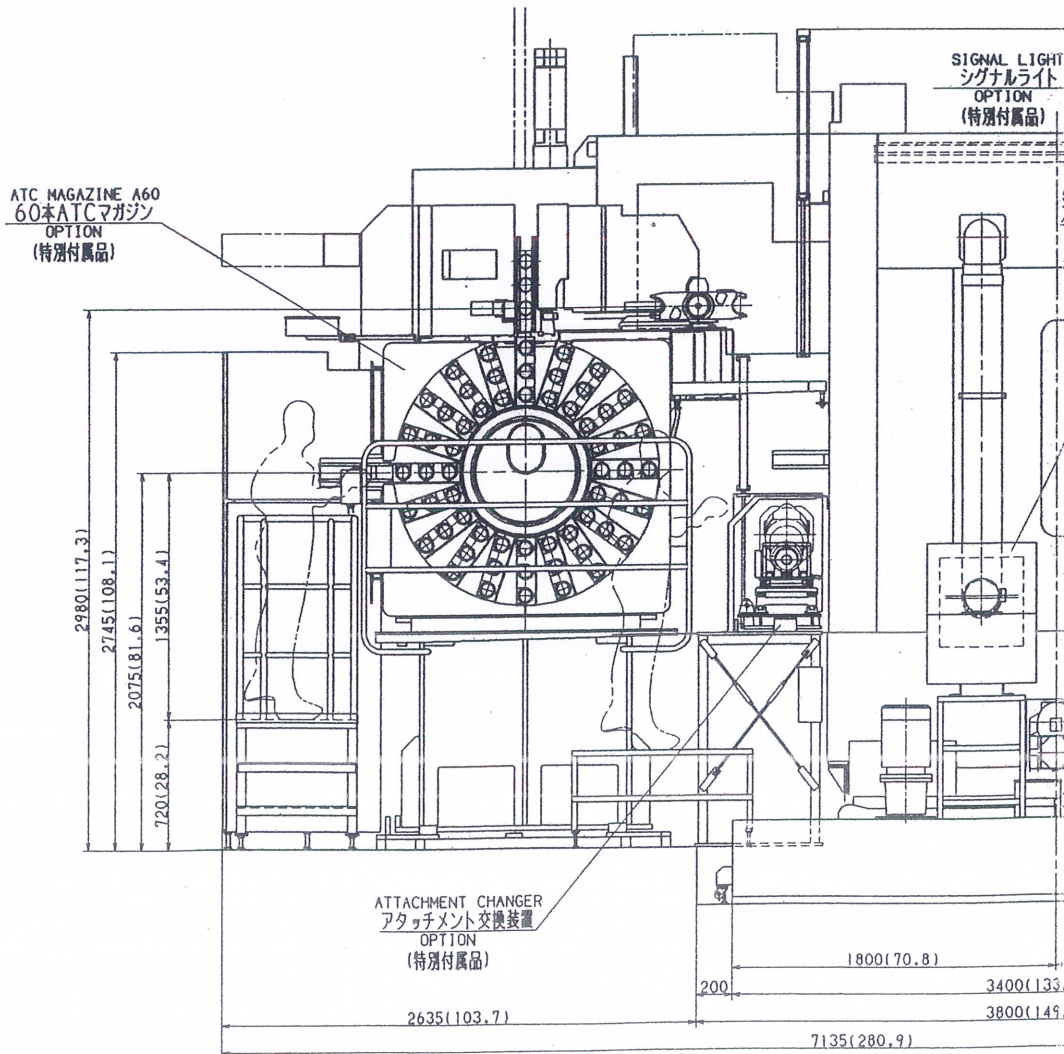 SIGNAL LIGHT
シグナルライト
OPTION
(特別付属品)
ATC MAGAZINE A60
60本ATCマガジン
OPTION
(特別付属品)
2980(117.3)
2745(108.1)
2075(81.6)
1355(53.4)
720(28.2)
ATTACHMENT CHANGER
アタッチメント交換装置
OPTION
(特別付属品)
1800(70.8)
200
3400(133.
2635(103.7)
3800(149.
7135(280.9)